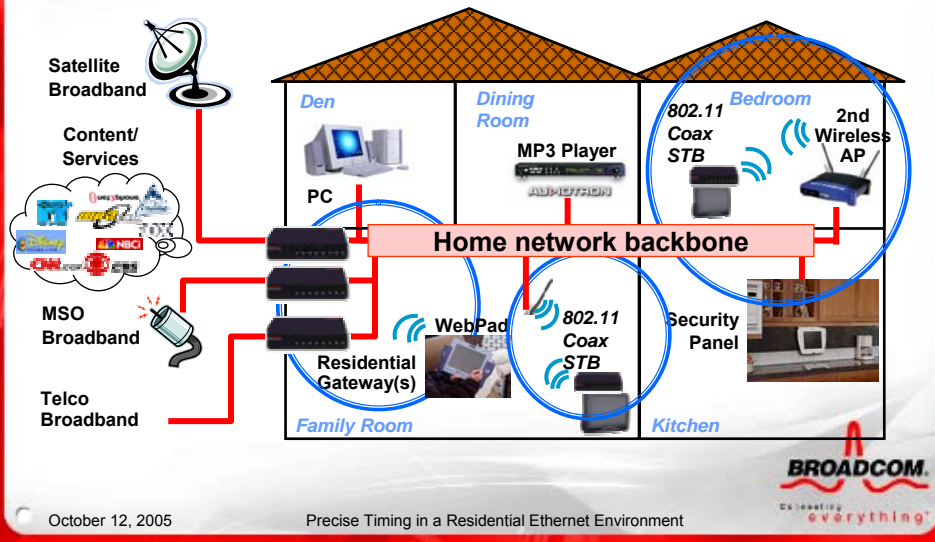 Satellite
Broadband
Content/
Services
NBCi
MSO
Broadband
Telco
Broadband
Den
PC
Dining
Room
MP3 Player
AUDIOTRON
802.11
Coax
STB
Bedroom
2nd
Wireless
AP
Home network backbone
WebPad
Residential
Gateway(s)
Family Room
802.11
Coax
STB
Security
Panel
Kitchen
BROADCOM.
Connecting
everything
October 12, 2005
Precise Timing in a Residential Ethernet Environment